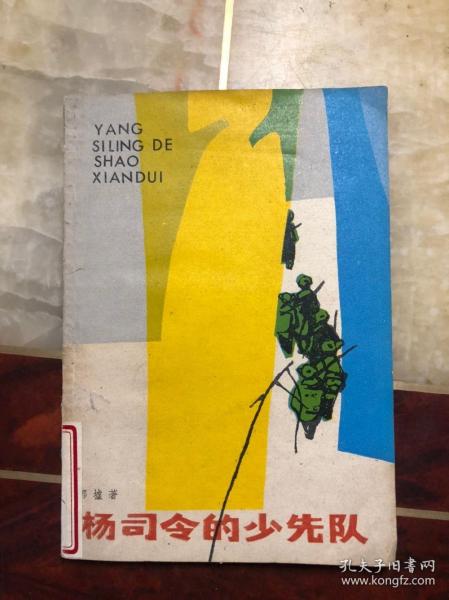 YANG
SILING DE
SHAO
XIANDUI
墟著
杨司令的少先队
孔夫子旧书网
www.kongfz.com